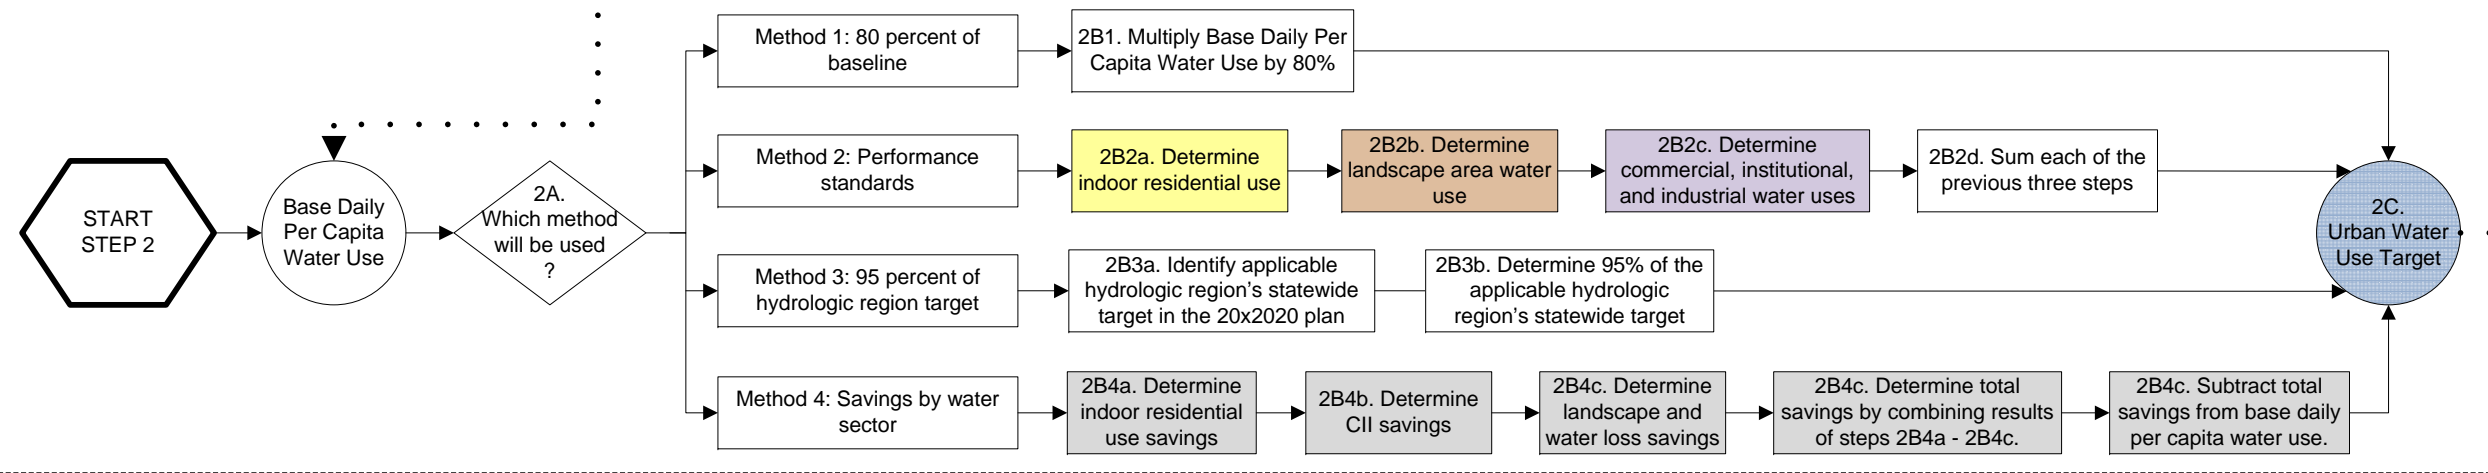 START
STEP 2
Base Daily
Per Capita
Water Use
2A.
Which method
will be used
?
Method 1: 80 percent of
baseline
2B1. Multiply Base Daily Per
Capita Water Use by 80%
Method 2: Performance
standards
2B2a. Determine
indoor residential use
2B2b. Determine
landscape area water
use
2B2c. Determine
commercial, institutional,
and industrial water uses
2B2d. Sum each of the
previous three steps
Method 3: 95 percent of
hydrologic region target
2B3a. Identify applicable
hydrologic region’s statewide
target in the 20x2020 plan
2B3b. Determine 95% of the
applicable hydrologic
region’s statewide target
Method 4: Savings by water
sector
2B4a. Determine
indoor residential
use savings
2B4b. Determine
CII savings
2B4c. Determine
landscape and
water loss savings
2B4c. Determine total
savings by combining results
of steps 2B4a - 2B4c.
2B4c. Subtract total
savings from base daily
per capita water use.
2C.
Urban Water
Use Target